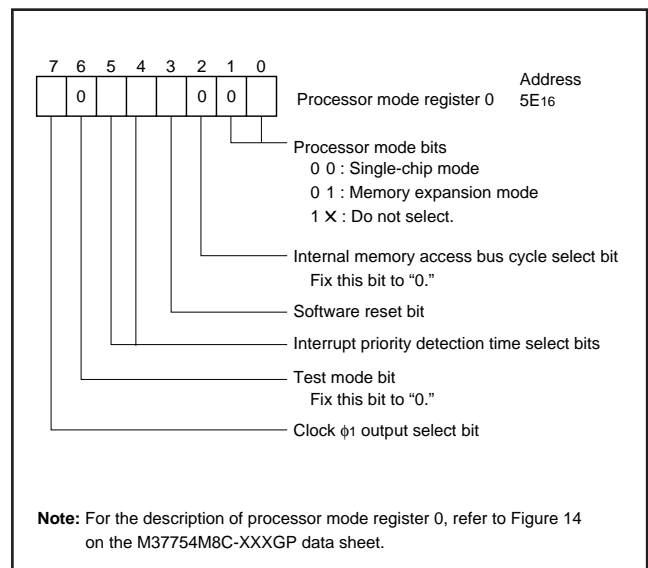 7 6 5 4 3 2 1 0
Address
0 0 0 Processor mode register 0 5E16
Processor mode bits
0 0 : Single-chip mode
0 1 : Memory expansion mode
1 ✕ : Do not select.
Internal memory access bus cycle select bit
Fix this bit to “0.”
Software reset bit
Interrupt priority detection time select bits
Test mode bit
Fix this bit to “0.”
Clock ϕ1 output select bit
Note: For the description of processor mode register 0, refer to Figure 14
on the M37754M8C-XXXGP data sheet.